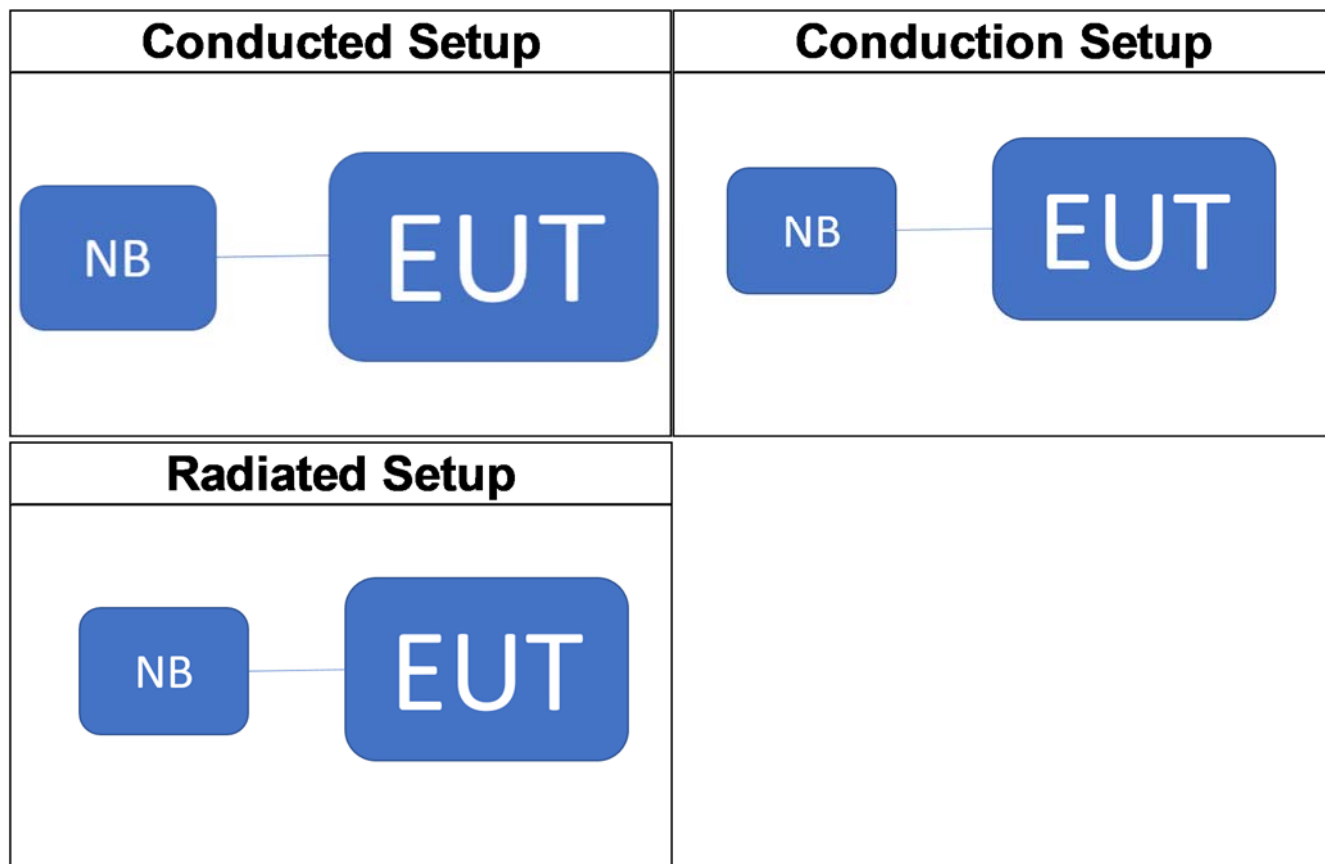 Conducted Setup
Conduction Setup
NB
EUT
NB
EUT
Radiated Setup
NB
EUT